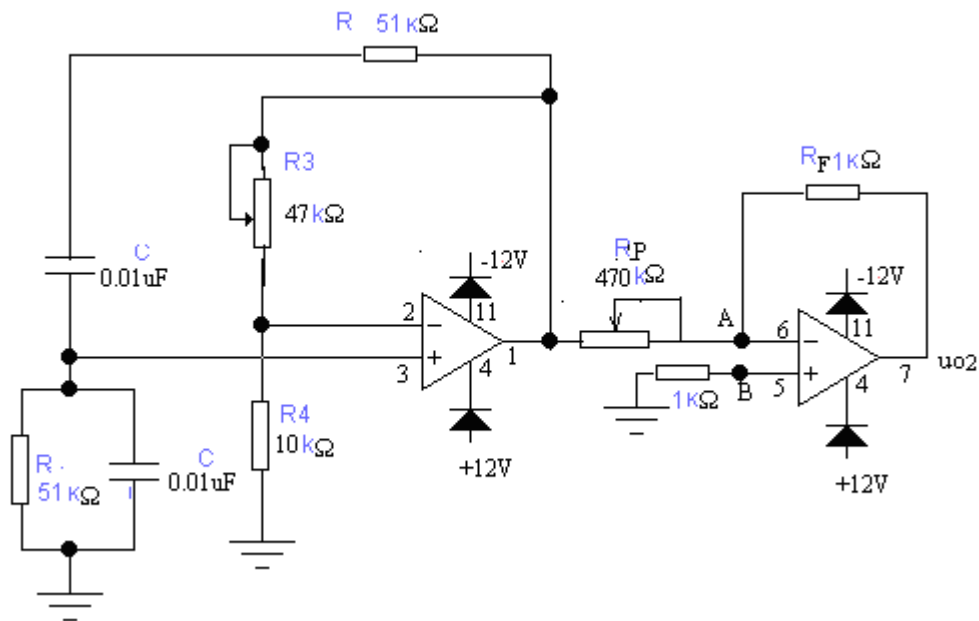 R 51KΩ
R3
47kΩ
RF1KΩ
C
0.01uF
-12V
RP
470kΩ
-12V
2
−
11
A
6
−
11
3
+
4
1
1KΩ
B
5
+
4
7
uo2
R4
10kΩ
+12V
+12V
R
51KΩ
C
0.01uF